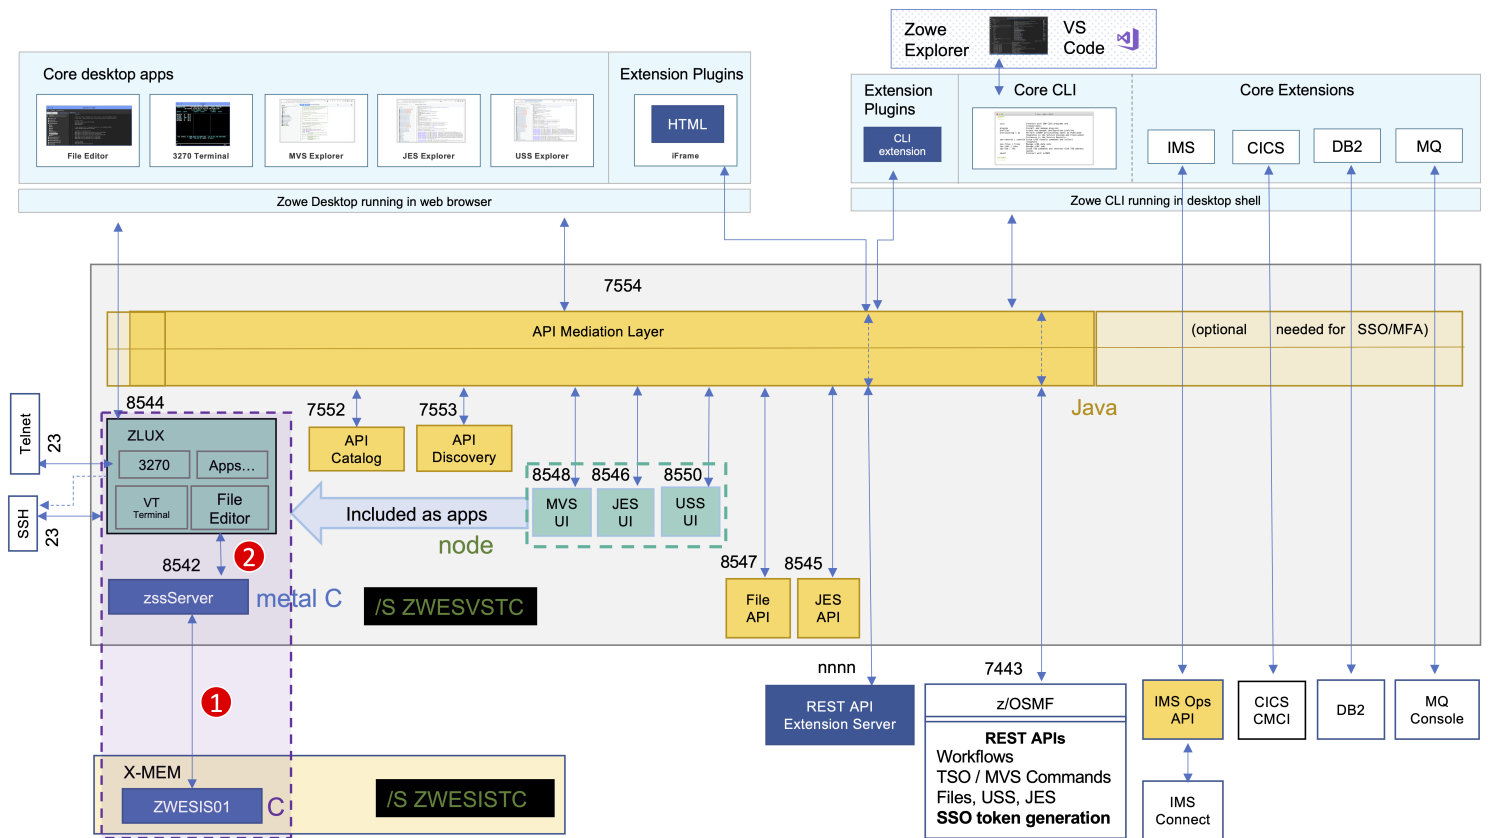 Zowe
Explorer
VS
Code
Core desktop apps
Extension Plugins
File Editor
3270 Terminal
MVS Explorer
JES Explorer
USS Explorer
HTML
iFrame
Zowe Desktop running in web browser
Extension
Plugins
CLI
extension
Core CLI
Core Extensions
IMS
CICS
DB2
MQ
Zowe CLI running in desktop shell
7554
API Mediation Layer
(optional needed for SSO/MFA)
Java
Telnet
23
SSH
23
8544
ZLUX
3270
Apps...
VT
Terminal
File
Editor
7552
API
Catalog
7553
API
Discovery
8548
MVS
UI
8546
JES
UI
8550
USS
UI
Included as apps
node
2
8542
zssServer
metal C
/S ZWESVSTC
8547
File
API
8545
JES
API
1
X-MEM
ZWESIS01
C
/S ZWESISTC
nnnn
REST API
Extension Server
7443
z/OSMF
REST APIs
Workflows
TSO / MVS Commands
Files, USS, JES
SSO token generation
IMS Ops
API
IMS
Connect
CICS
CMCI
DB2
MQ
Console